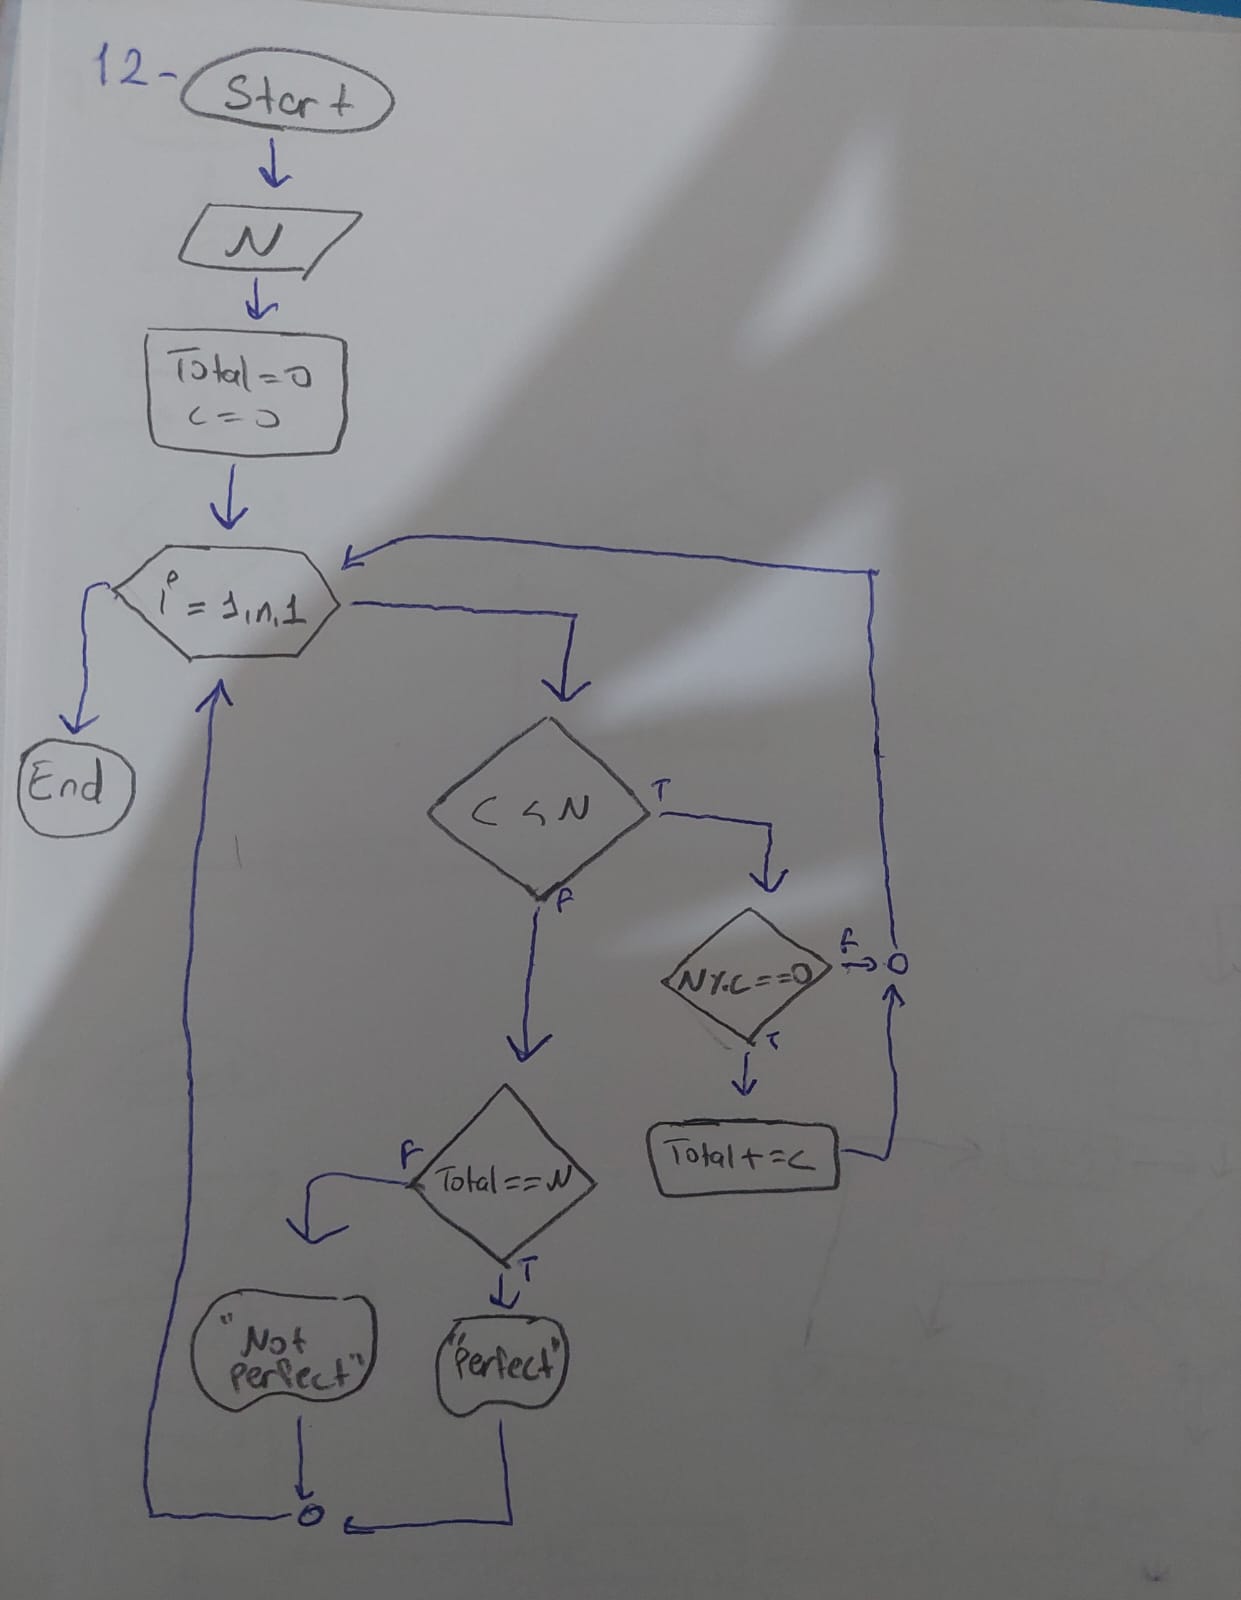 12-
Start
N
Total=0
C=0
i = 1,n,1
End
C < N
T
F
N%C==0
F
T
Total+=C
Total==N
F
T
"Not
Perfect"
"Perfect"